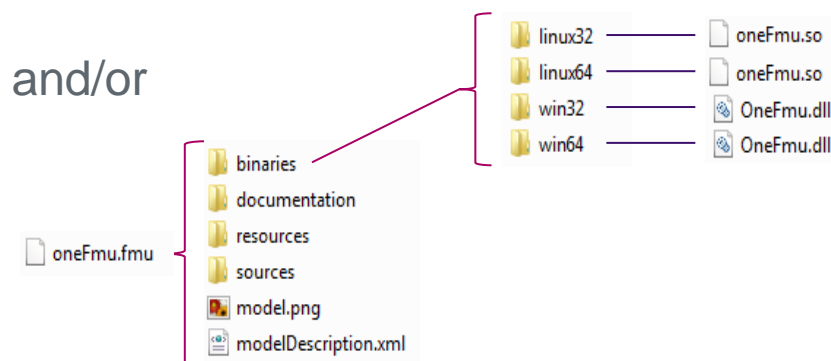 and/or
linux32
oneFmu.so
linux64
oneFmu.so
win32
OneFmu.dll
win64
OneFmu.dll
binaries
documentation
resources
sources
model.png
modelDescription.xml
oneFmu.fmu